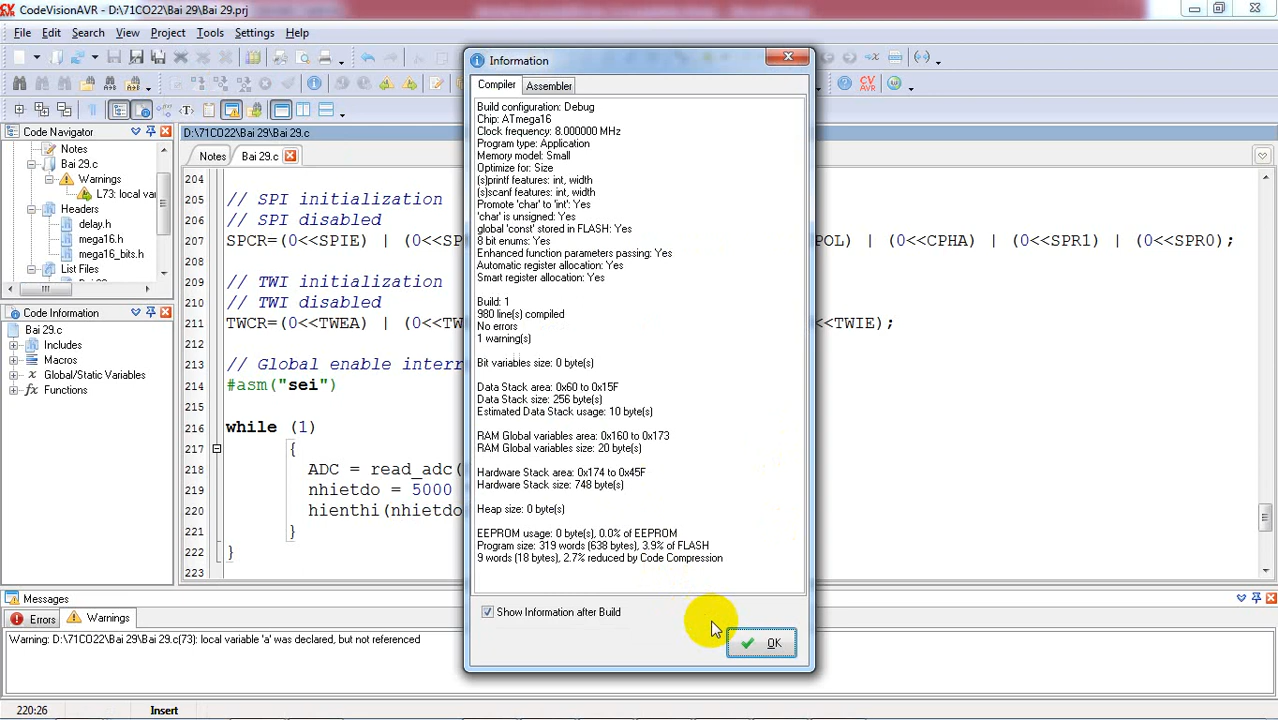 CodeVisionAVR - D:\71CO22\Bai 29\Bai 29.prj
File Edit Search View Project Tools Settings Help
Code Navigator
Notes
Bai 29.c
Warnings
L73: local var
Headers
delay.h
mega16.h
mega16_bits.h
List Files
Code Information
Bai 29.c
Includes
Macros
Global/Static Variables
Functions
D:\71CO22\Bai 29\Bai 29.c
Notes Bai 29.c
204
205 // SPI initialization
206 // SPI disabled
207 SPCR=(0<<SPIE) | (0<<SP POL) | (0<<CPHA) | (0<<SPR1) | (0<<SPR0);
209 // TWI initialization
210 // TWI disabled
211 TWCR=(0<<TWEA) | (0<<TW <<TWIE);
213 // Global enable interr
214 #asm("sei")
215
216 while (1)
217 {
218 ADC = read_adc(
219 nhietdo = 5000
220 hienthi(nhietdo
221 }
222 }
223
Information
Compiler Assembler
Build configuration: Debug
Chip: ATmega16
Clock frequency: 8.000000 MHz
Program type: Application
Memory model: Small
Optimize for: Size
(s)printf features: int, width
(s)scanf features: int, width
Promote 'char' to 'int': Yes
'char' is unsigned: Yes
global 'const' stored in FLASH: Yes
8 bit enums: Yes
Enhanced function parameters passing: Yes
Automatic register allocation: Yes
Smart register allocation: Yes
Build: 1
980 line(s) compiled
No errors
1 warning(s)
Bit variables size: 0 byte(s)
Data Stack area: 0x60 to 0x15F
Data Stack size: 256 byte(s)
Estimated Data Stack usage: 10 byte(s)
RAM Global variables area: 0x160 to 0x173
RAM Global variables size: 20 byte(s)
Hardware Stack area: 0x174 to 0x45F
Hardware Stack size: 748 byte(s)
Heap size: 0 byte(s)
EEPROM usage: 0 byte(s), 0.0% of EEPROM
Program size: 319 words (638 bytes), 3.9% of FLASH
9 words (18 bytes), 2.7% reduced by Code Compression
Show Information after Build
OK
Messages
Errors Warnings
Warning: D:\71CO22\Bai 29\Bai 29.c(73): local variable 'a' was declared, but not referenced
220:26 Insert